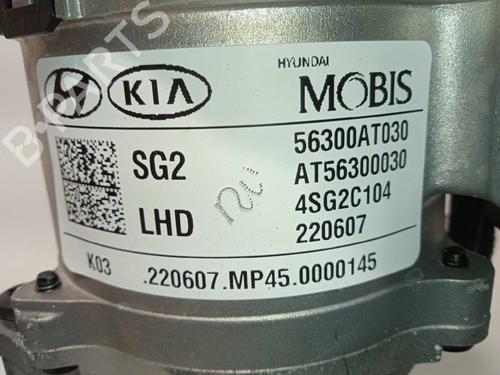 B-PARTS
HYUNDAI
KIA
MOBIS
56300AT030
SG2
AT56300030
4SG2C104
LHD
220607
K03
.220607.MP45.0000145